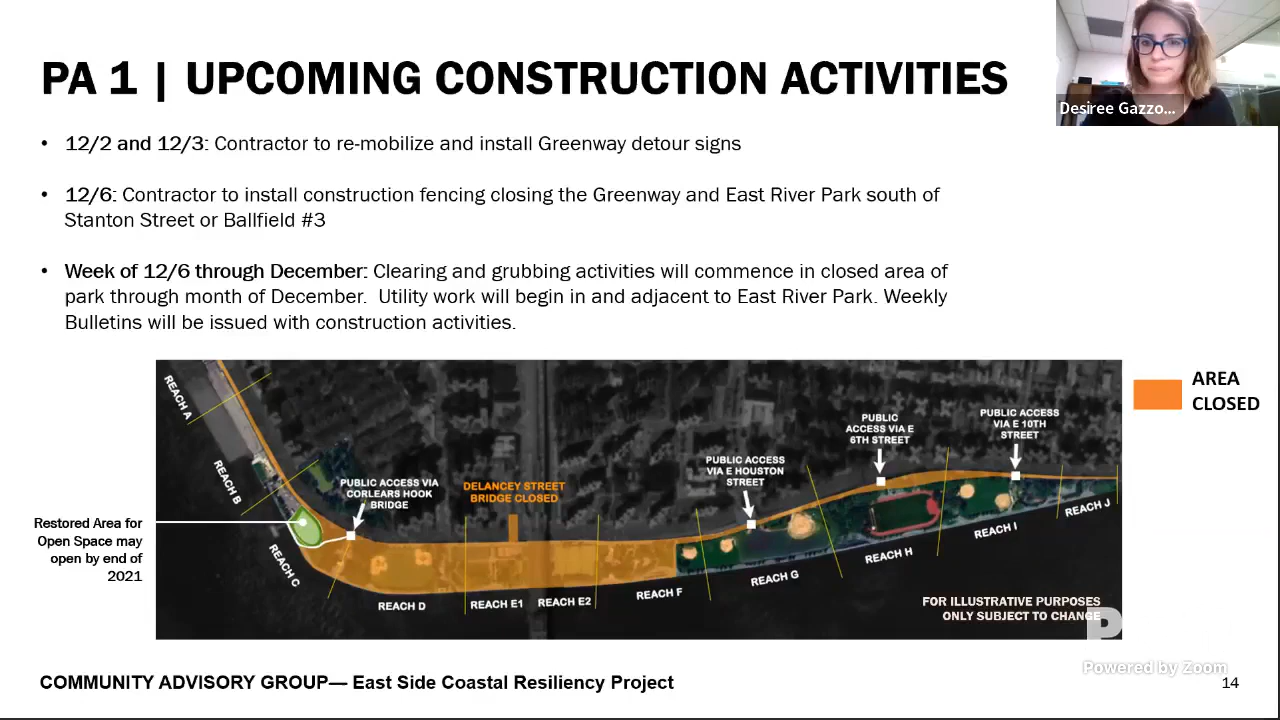 PA 1 | UPCOMING CONSTRUCTION ACTIVITIES
Desiree Gazzo...
• 12/2 and 12/3: Contractor to re-mobilize and install Greenway detour signs
• 12/6: Contractor to install construction fencing closing the Greenway and East River Park south of
Stanton Street or Ballfield #3
• Week of 12/6 through December: Clearing and grubbing activities will commence in closed area of
park through month of December. Utility work will begin in and adjacent to East River Park. Weekly
Bulletins will be issued with construction activities.
AREA
CLOSED
REACH A
REACH B
PUBLIC ACCESS VIA
CORLEARS HOOK
BRIDGE
DELANCEY STREET
BRIDGE CLOSED
PUBLIC ACCESS
VIA E HOUSTON
STREET
PUBLIC
ACCESS VIA E
6TH STREET
PUBLIC ACCESS
VIA E 10TH
STREET
Restored Area for
Open Space may
open by end of
2021
REACH C
REACH D
REACH E1
REACH E2
REACH F
REACH G
REACH H
REACH I
REACH J
FOR ILLUSTRATIVE PURPOSES
ONLY SUBJECT TO CHANGE
P
Powered by Zoom
COMMUNITY ADVISORY GROUP— East Side Coastal Resiliency Project
14